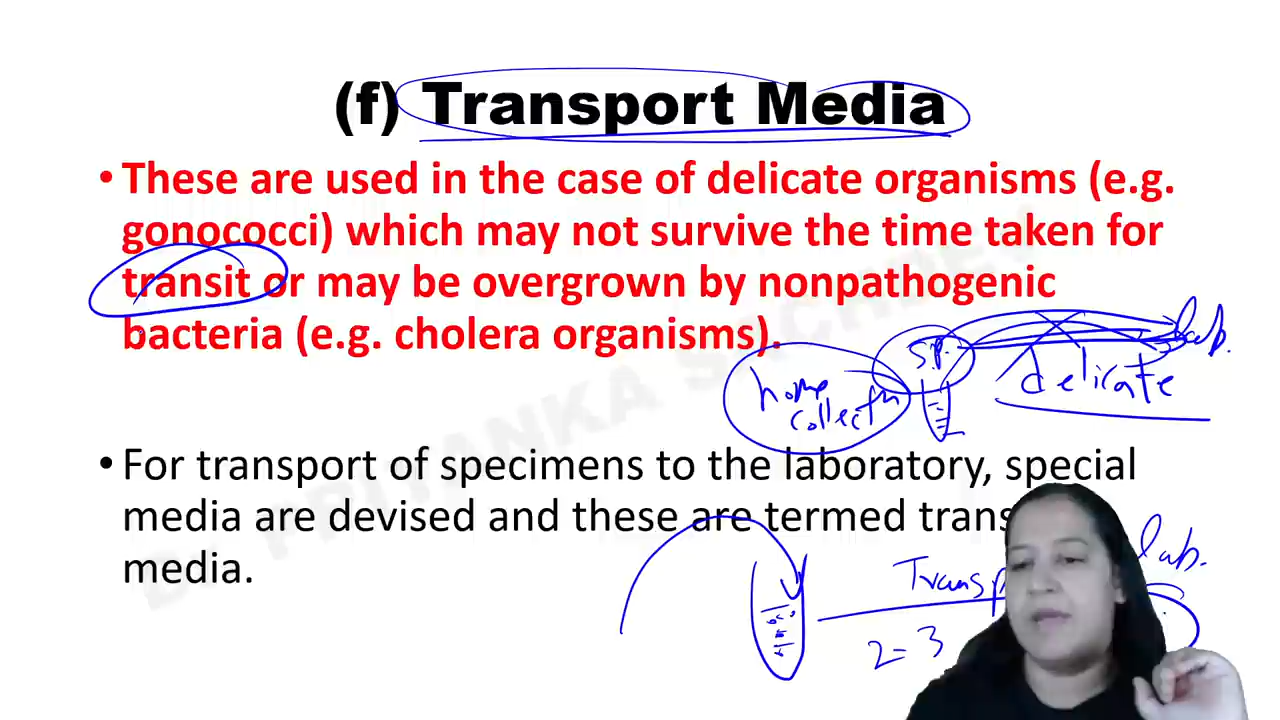 (f) Transport Media
• These are used in the case of delicate organisms (e.g.
gonococci) which may not survive the time taken for
transit or may be overgrown by nonpathogenic
bacteria (e.g. cholera organisms).
home
collectn
sp.
delicate
lab.
• For transport of specimens to the laboratory, special
media are devised and these are termed trans
media.
Transp
lab.
2-3